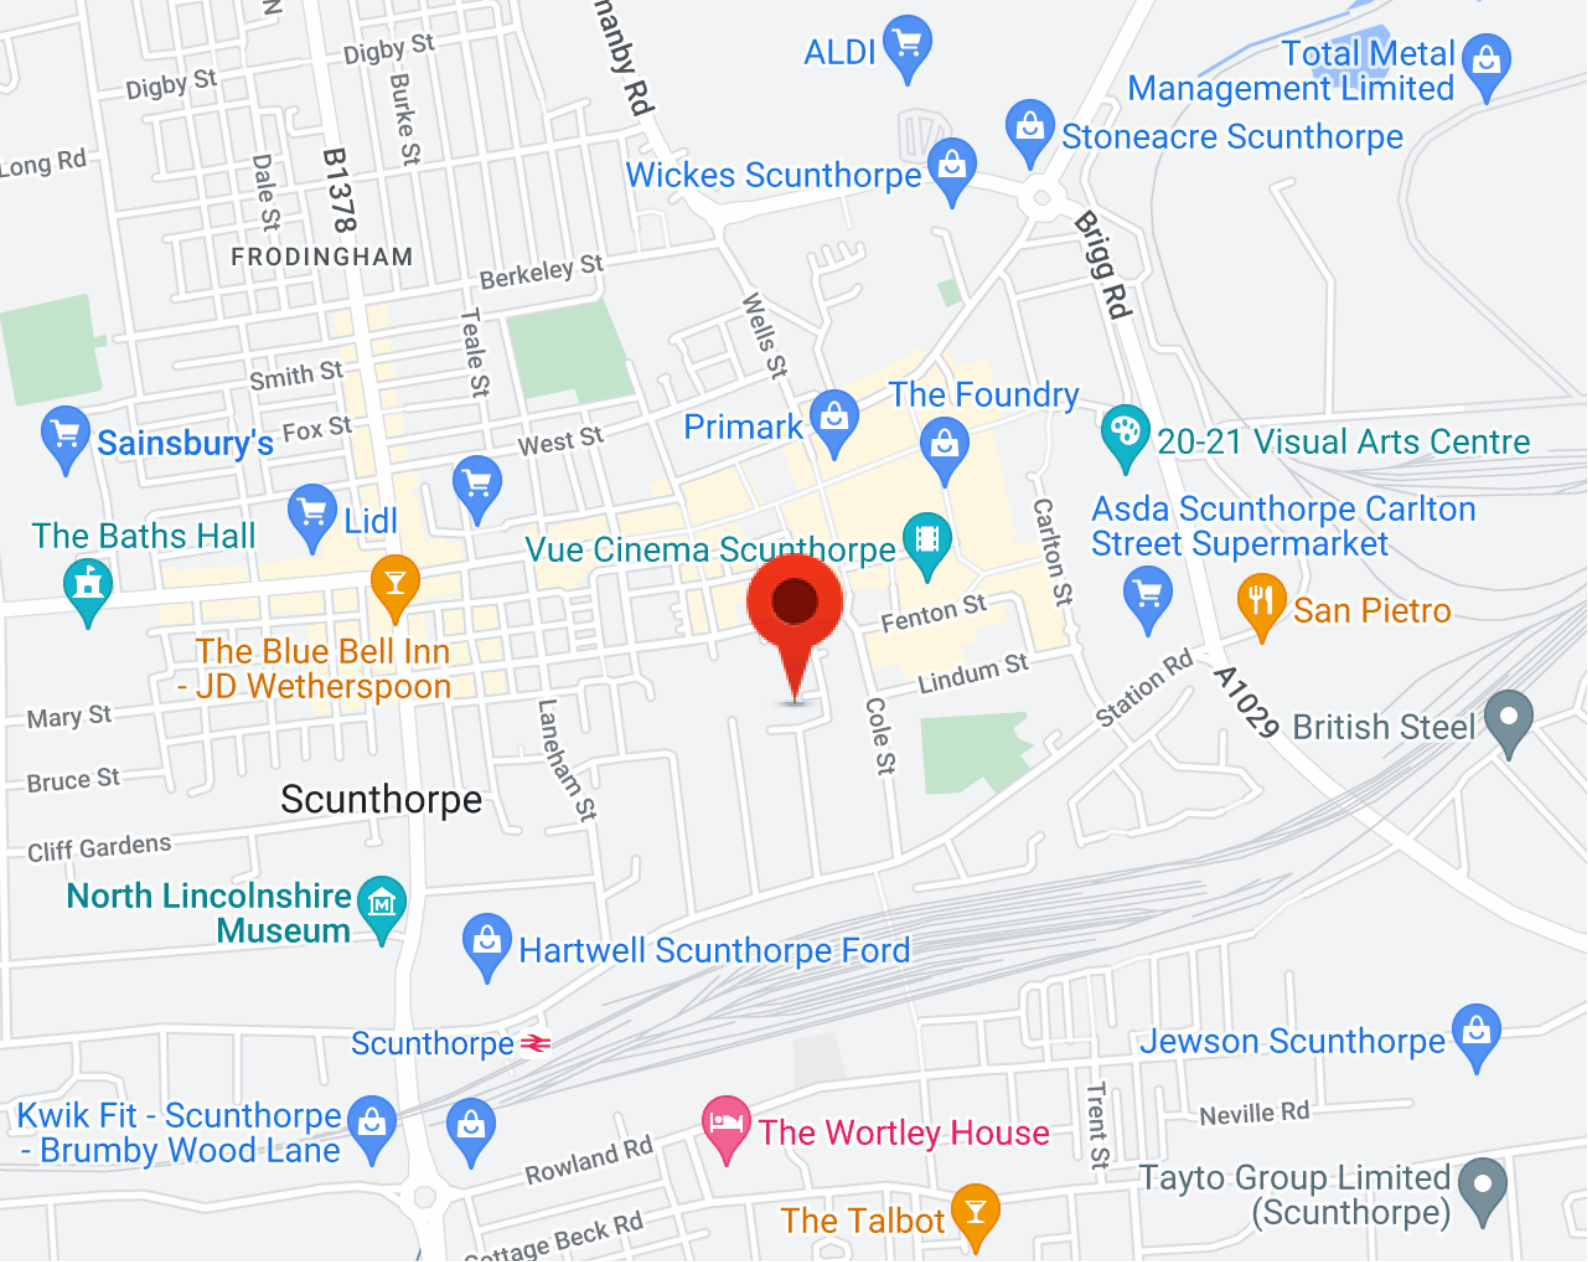 N
Digby St
Digby St
manby Rd
ALDI
Total Metal
Management Limited
Burke St
Stoneacre Scunthorpe
Long Rd
B1378
Dale St
Wickes Scunthorpe
Brigg Rd
FRODINGHAM
Berkeley St
Wells St
Teale St
Smith St
The Foundry
Primark
Fox St
Sainsbury's
West St
20-21 Visual Arts Centre
Asda Scunthorpe Carlton
Street Supermarket
Lidl
Carlton St
The Baths Hall
Vue Cinema Scunthorpe
Fenton St
San Pietro
The Blue Bell Inn
- JD Wetherspoon
Lindum St
Station Rd
A1029
Mary St
Laneham St
Cole St
British Steel
Bruce St
Scunthorpe
Cliff Gardens
North Lincolnshire
Museum
M
Hartwell Scunthorpe Ford
Scunthorpe
Jewson Scunthorpe
Kwik Fit - Scunthorpe
- Brumby Wood Lane
The Wortley House
Trent St
Neville Rd
Rowland Rd
Tayto Group Limited
(Scunthorpe)
The Talbot
Cottage Beck Rd